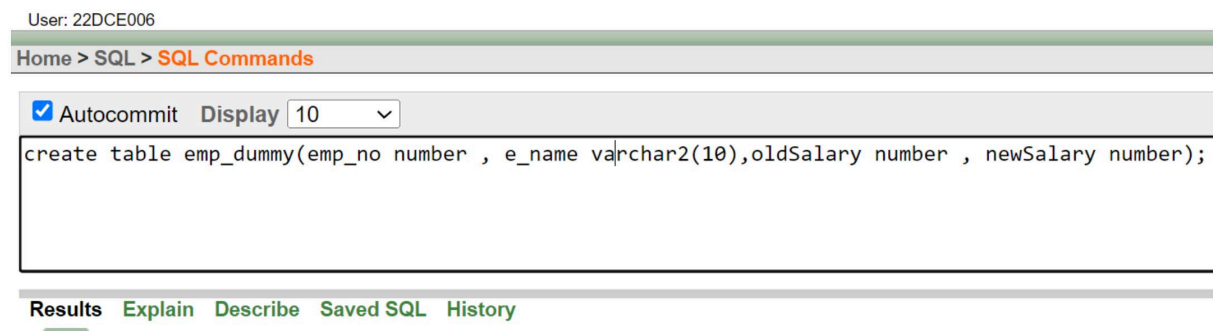 User: 22DCE006
Home > SQL > SQL Commands
Autocommit Display 10
create table emp_dummy(emp_no number , e_name varchar2(10),oldSalary number , newSalary number);
Results Explain Describe Saved SQL History